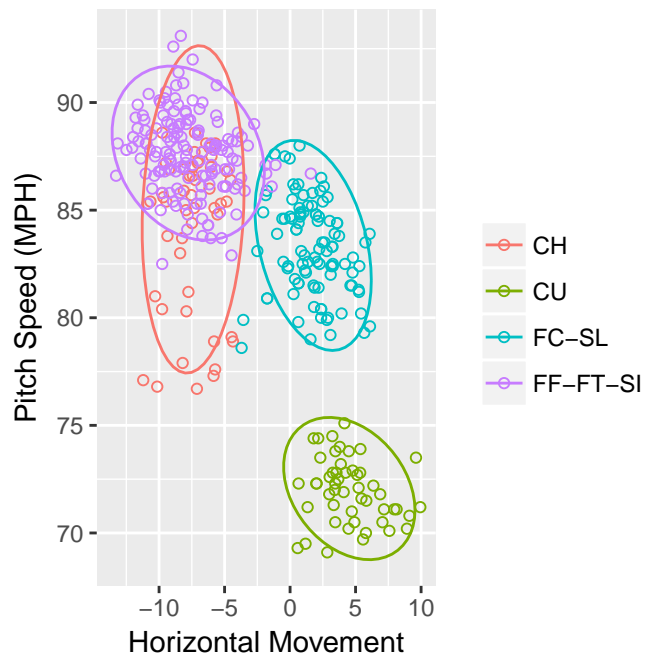 90
85
80
75
70
−10
−5
0
5
10
Horizontal Movement
Pitch Speed (MPH)
CH
CU
FC−SL
FF−FT−SI